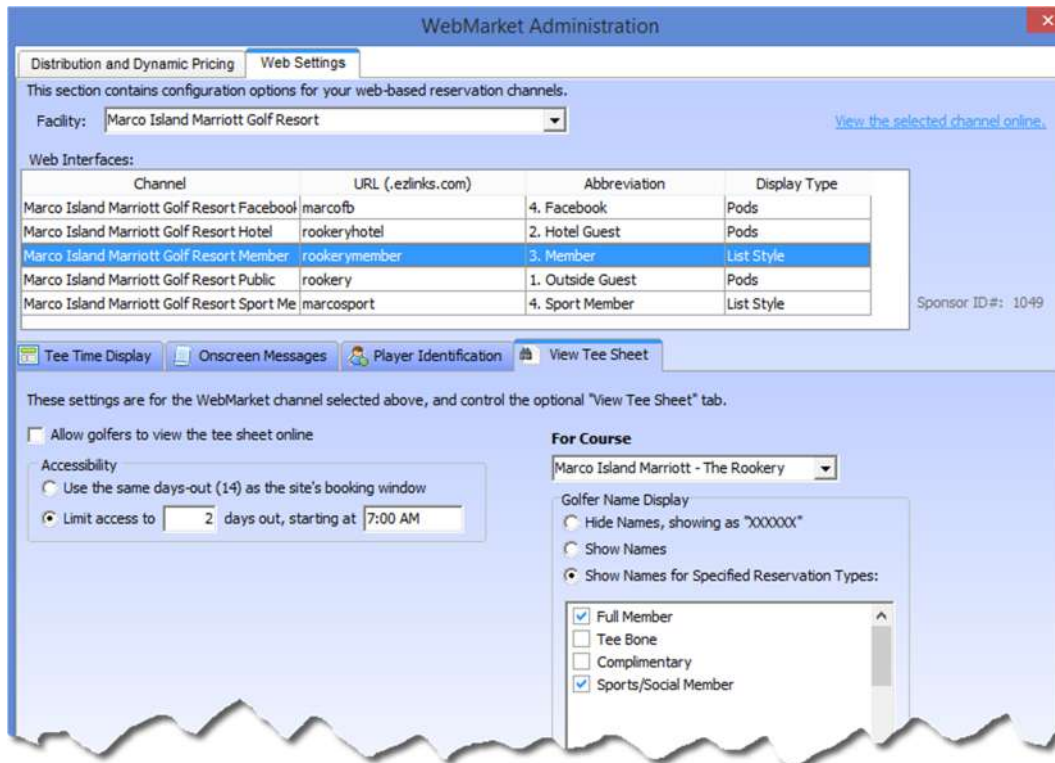 WebMarket Administration
Distribution and Dynamic Pricing
Web Settings
This section contains configuration options for your web-based reservation channels.
Facility: Marco Island Marriott Golf Resort
View the selected channel online.
Web Interfaces:
Channel URL (.ezlinks.com) Abbreviation Display Type
Marco Island Marriott Golf Resort Facebook marcofb 4. Facebook Pods
Marco Island Marriott Golf Resort Hotel rookeryhotel 2. Hotel Guest Pods
Marco Island Marriott Golf Resort Member rookerymember 3. Member List Style
Marco Island Marriott Golf Resort Public rookery 1. Outside Guest Pods
Marco Island Marriott Golf Resort Sport Me marcosport 4. Sport Member List Style
Sponsor ID#: 1049
Tee Time Display
Onscreen Messages
Player Identification
View Tee Sheet
These settings are for the WebMarket channel selected above, and control the optional "View Tee Sheet" tab.
Allow golfers to view the tee sheet online
Accessibility
Use the same days-out (14) as the site's booking window
Limit access to 2 days out, starting at 7:00 AM
For Course
Marco Island Marriott - The Rookery
Golfer Name Display
Hide Names, showing as "XXXXXX"
Show Names
Show Names for Specified Reservation Types:
Full Member
Tee Bone
Complimentary
Sports/Social Member